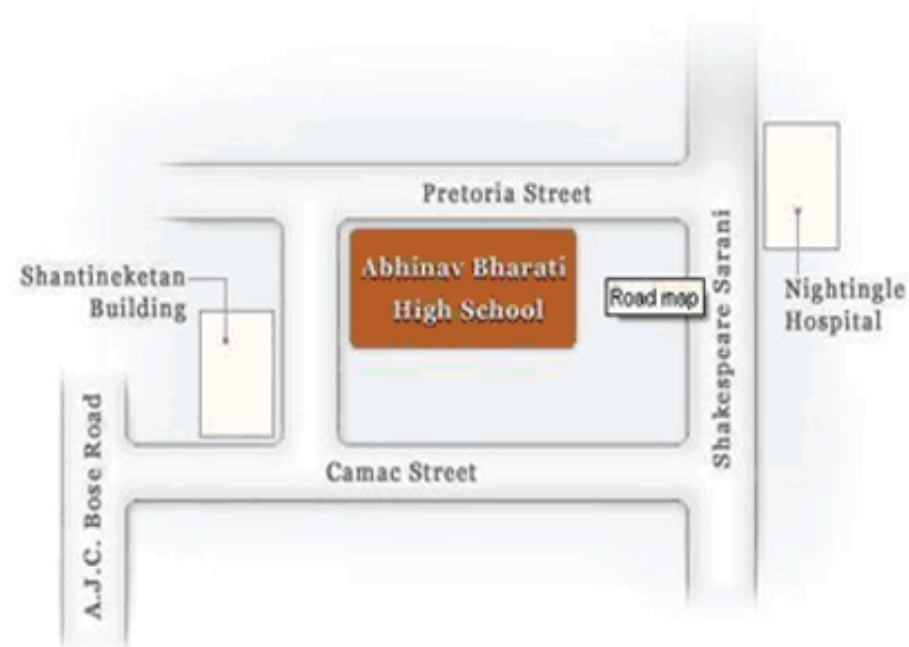 Pretoria Street
Abhinav Bharati
High School
Shantineketan
Building
Road map
Shakespeare Sarani
Nightingle
Hospital
Camac Street
A.J.C. Bose Road